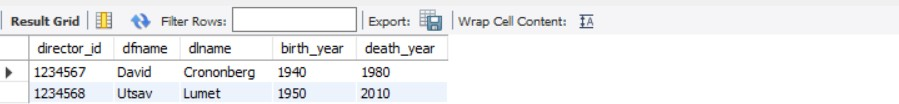 Result Grid Filter Rows: Export: Wrap Cell Content: IA
director_id dfname dlname birth_year death_year
1234567 David Crononberg 1940 1980
1234568 Utsav Lumet 1950 2010